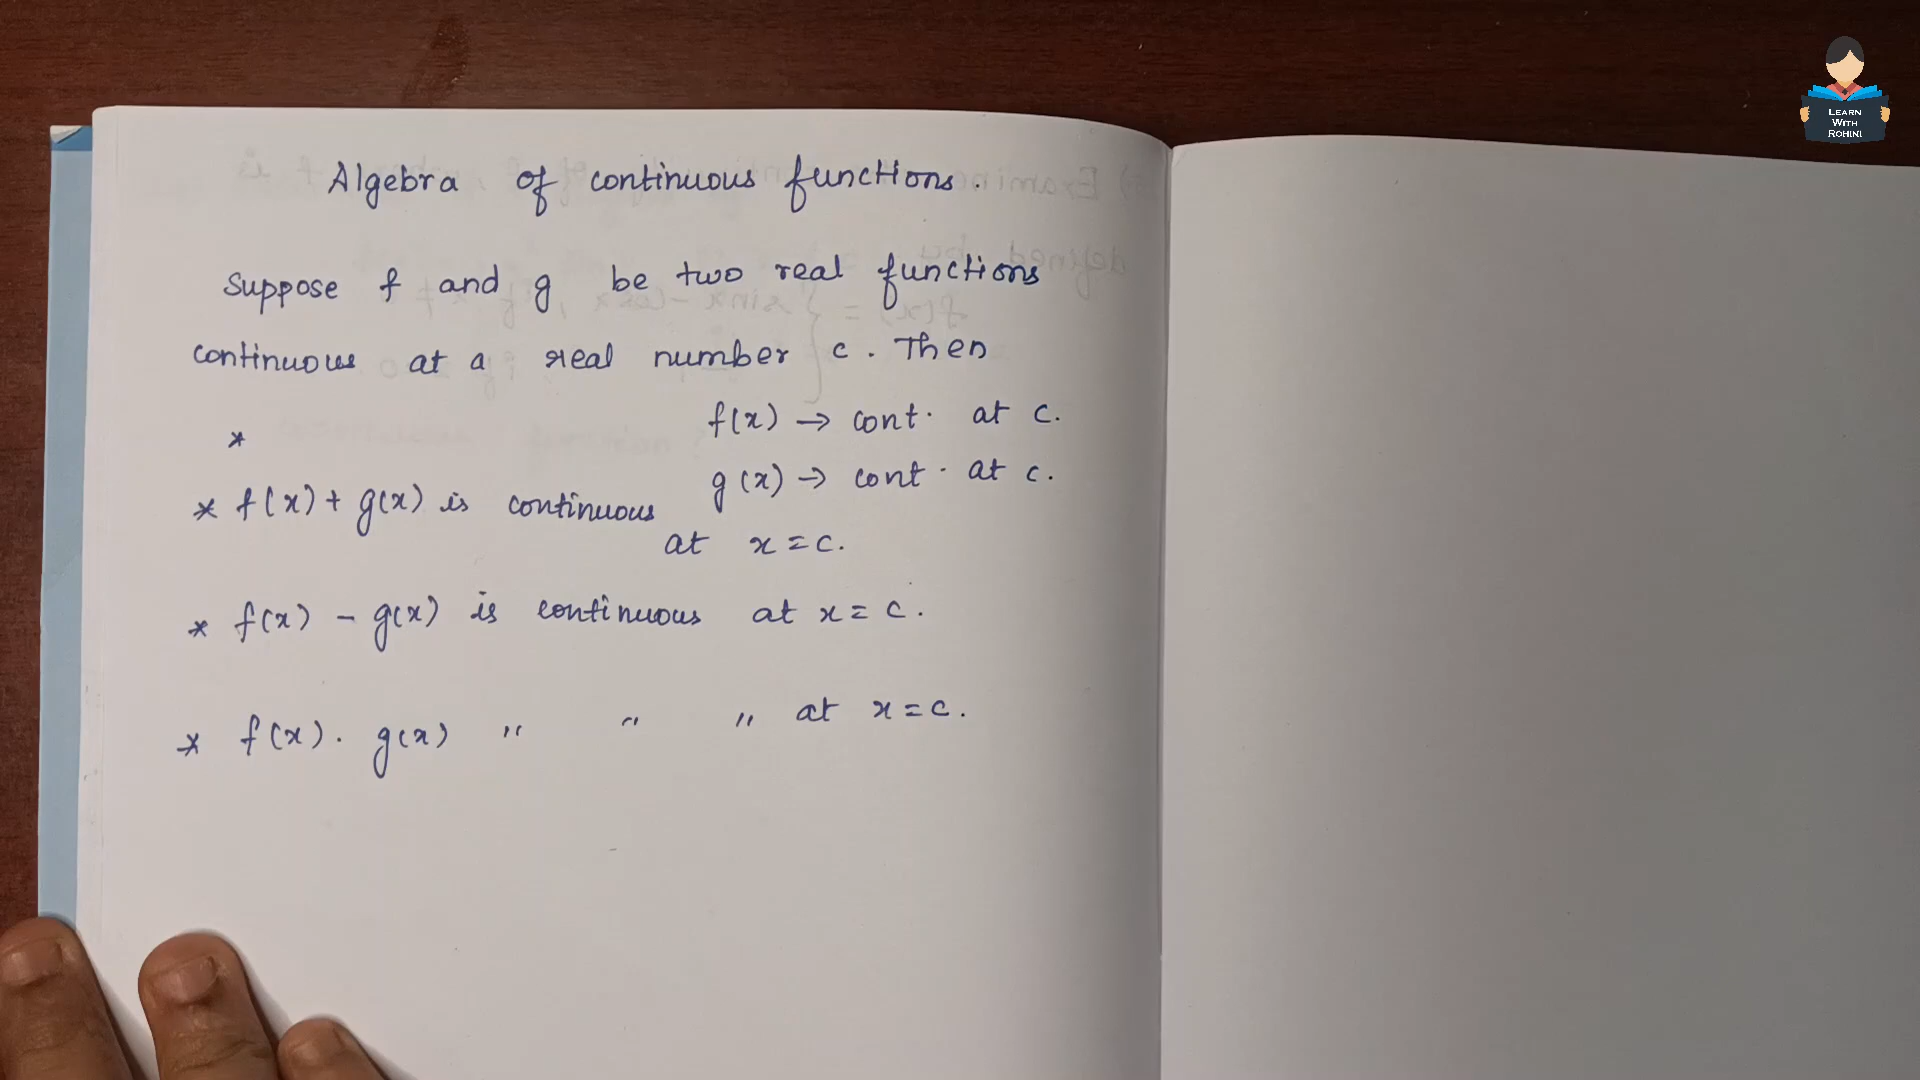 Algebra of continuous functions.
Suppose f and g be two real functions
continuous at a real number c. Then
*
f(x) → cont. at c.
g(x) → cont. at c.
* f(x) + g(x) is continuous
at x = c.
* f(x) - g(x) is continuous at x = c.
* f(x) . g(x) " " " at x = c.
LEARN
WITH
ROHINI